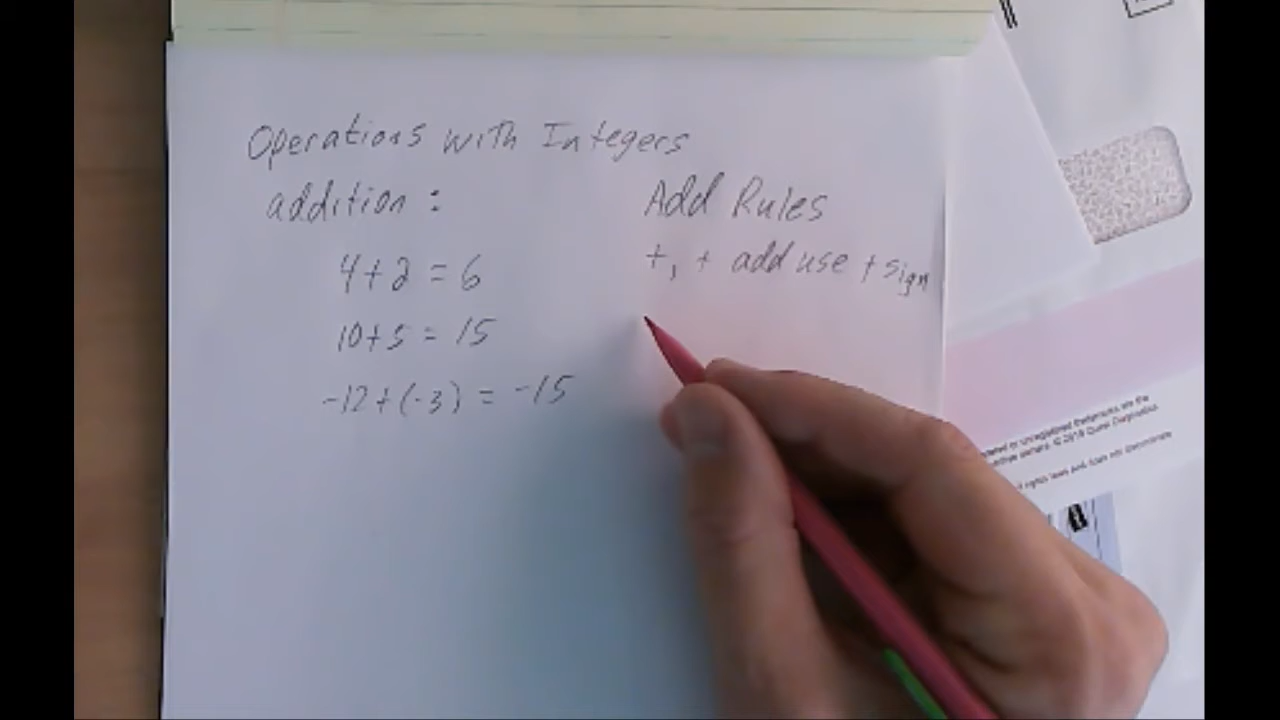 Operations with Integers
addition :
4 + 2 = 6
10 + 5 = 15
-12 + (-3) = -15
Add Rules
+, + add use + sign